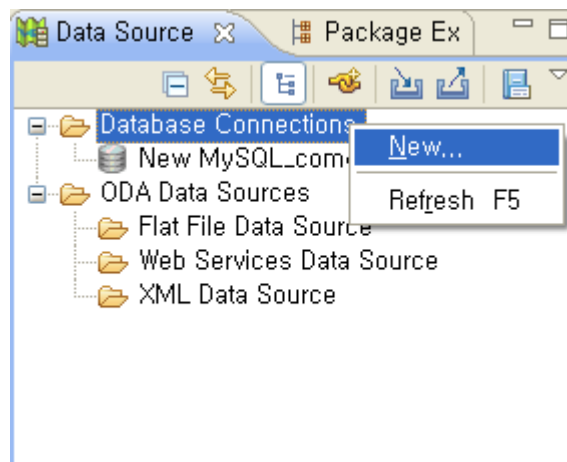 Data Source Package Ex
Database Connections
New MySQL_com
New...
ODA Data Sources
Refresh F5
Flat File Data Source
Web Services Data Source
XML Data Source